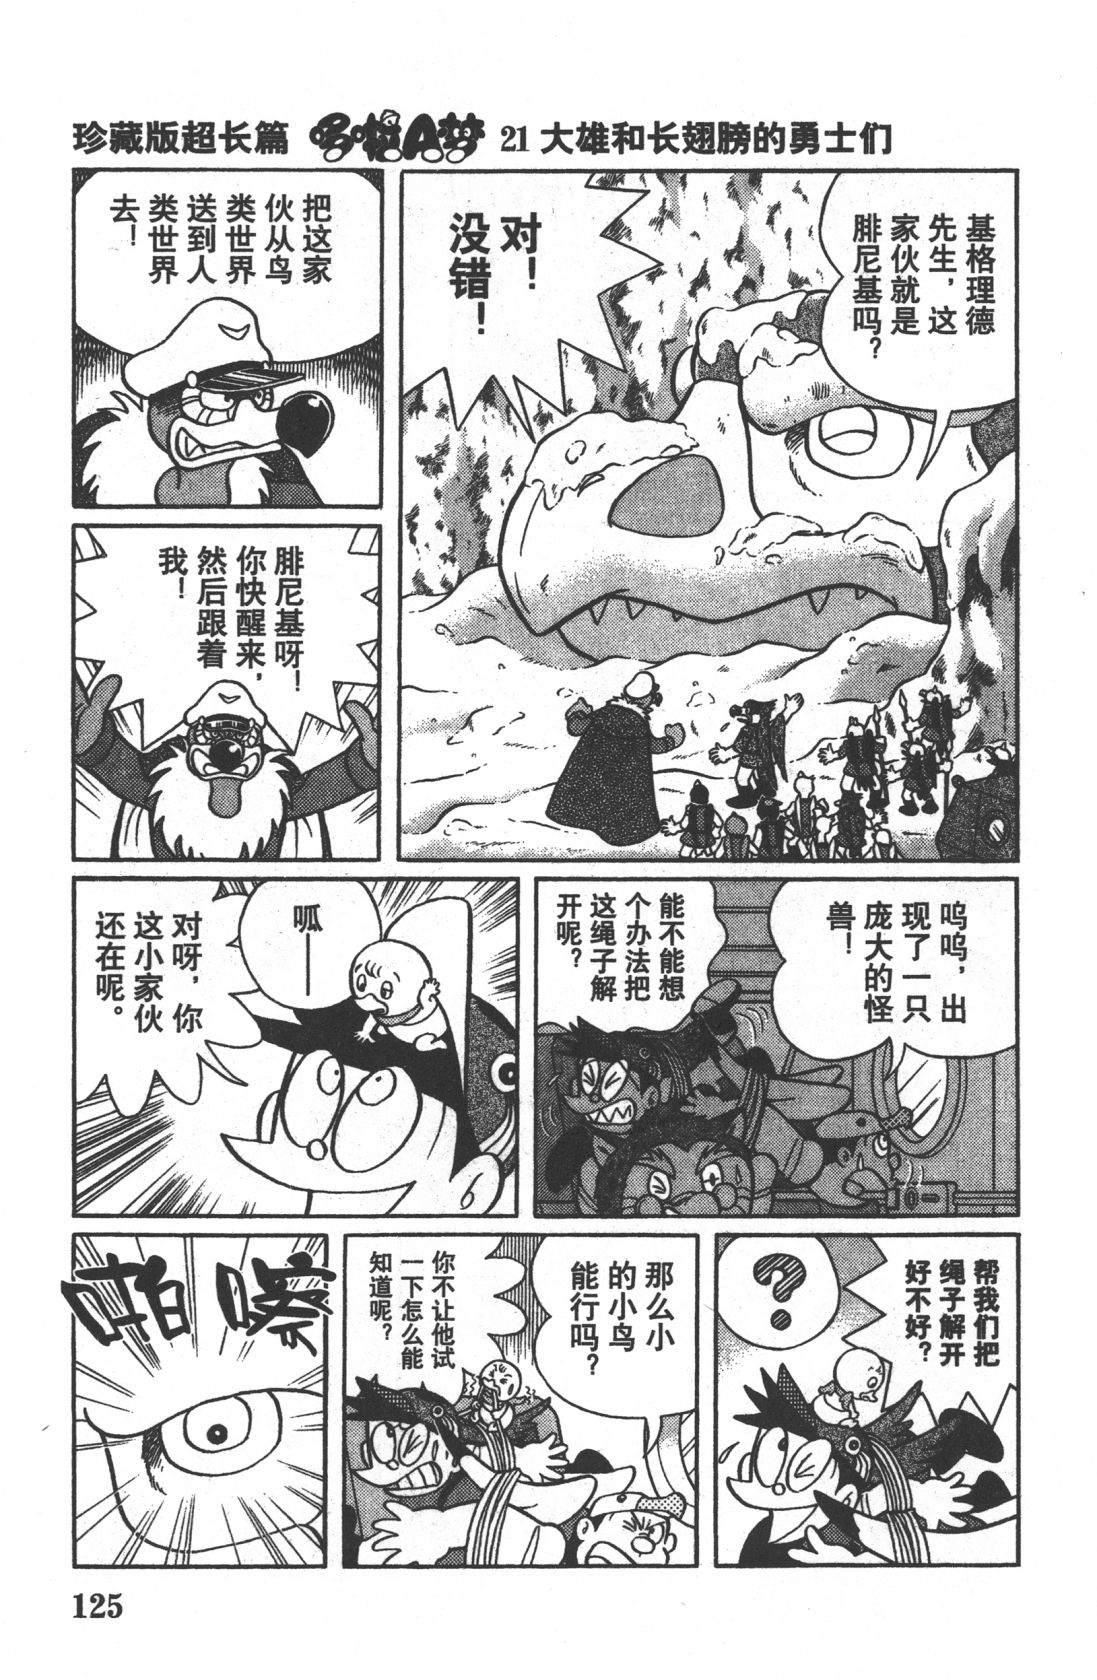 珍藏版超长篇 哆啦A梦 21 大雄和长翅膀的勇士们
基格理德
先生，这
家伙就是
腓尼基吗？
对！
没错！
把这家
伙从鸟
类世界
送到人
类世界
去！
腓尼基呀！
你快醒来，
然后跟着
我！
呜呜，出
现了一只
庞大的怪
兽！
能不能想
个办法把
这绳子解
开呢？
呱——
对呀，你
这小家伙
还在呢。
帮我们把
绳子解开
好不好？
？
那么小
的小鸟
能行吗？
你不让他试
一下怎么能
知道呢？
啪嚓
125